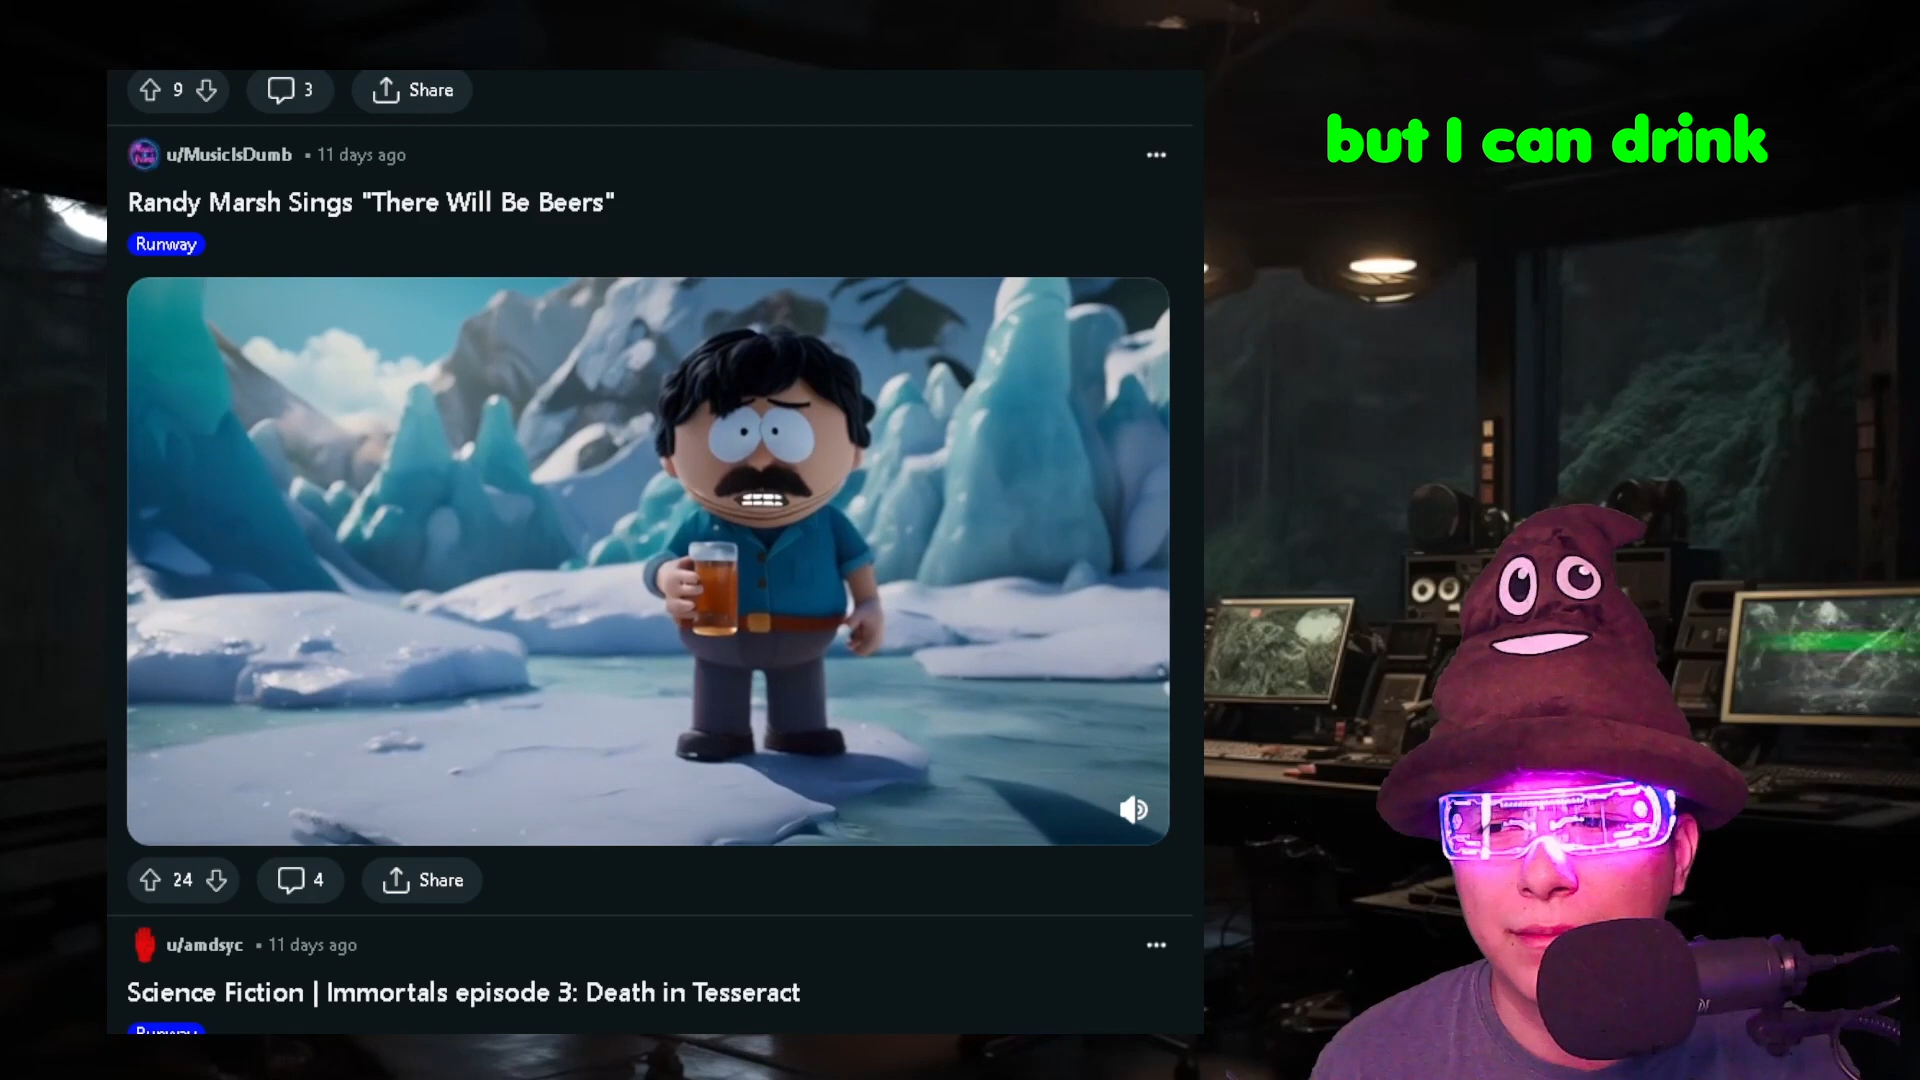 9
3
Share
u/MusicIsDumb • 11 days ago
but I can drink
Randy Marsh Sings "There Will Be Beers"
Runway
24
4
Share
u/amdsyc • 11 days ago
Science Fiction | Immortals episode 3: Death in Tesseract
Runway